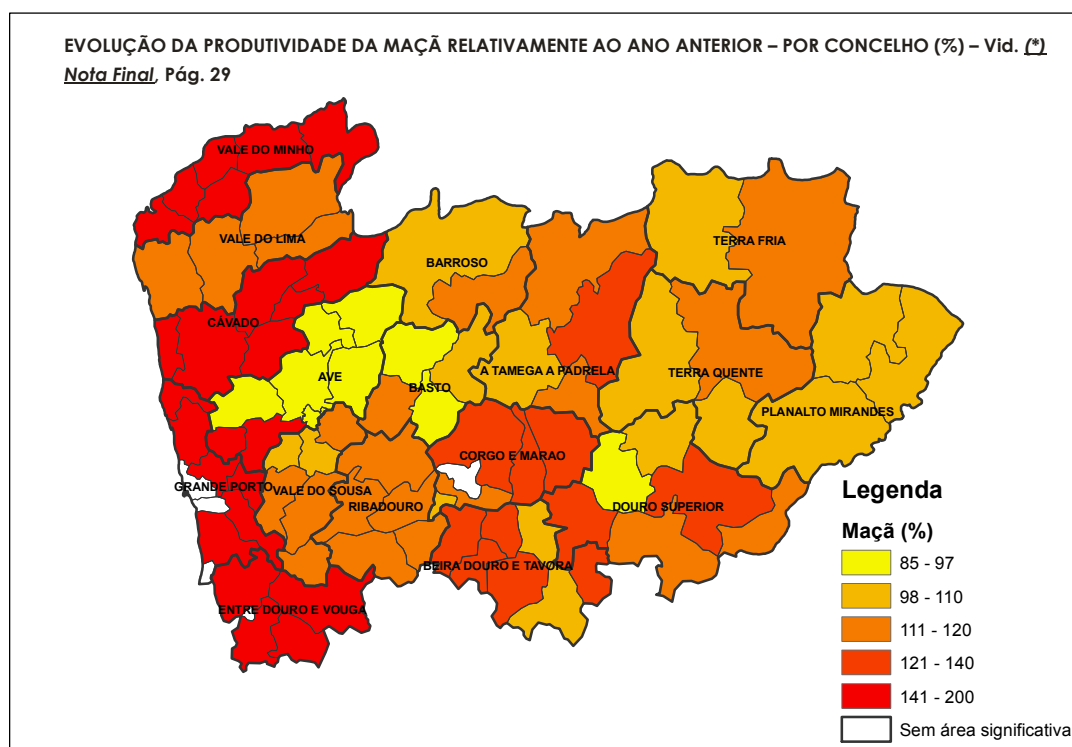 EVOLUÇÃO DA PRODUTIVIDADE DA MAÇÃ RELATIVAMENTE AO ANO ANTERIOR – POR CONCELHO (%) – Vid. (*)
Nota Final, Pág. 29
VALE DO MINHO
VALE DO LIMA
BARROSO
TERRA FRIA
CÁVADO
AVE
BASTO
A TAMEGA A PADRELA
TERRA QUENTE
PLANALTO MIRANDES
CORGO E MARAO
GRANDE PORTO
VALE DO SOUSA
RIBADOURO
DOURO SUPERIOR
BEIRA DOURO E TAVORA
ENTRE DOURO E VOUGA
Legenda
Maçã (%)
85 - 97
98 - 110
111 - 120
121 - 140
141 - 200
Sem área significativa